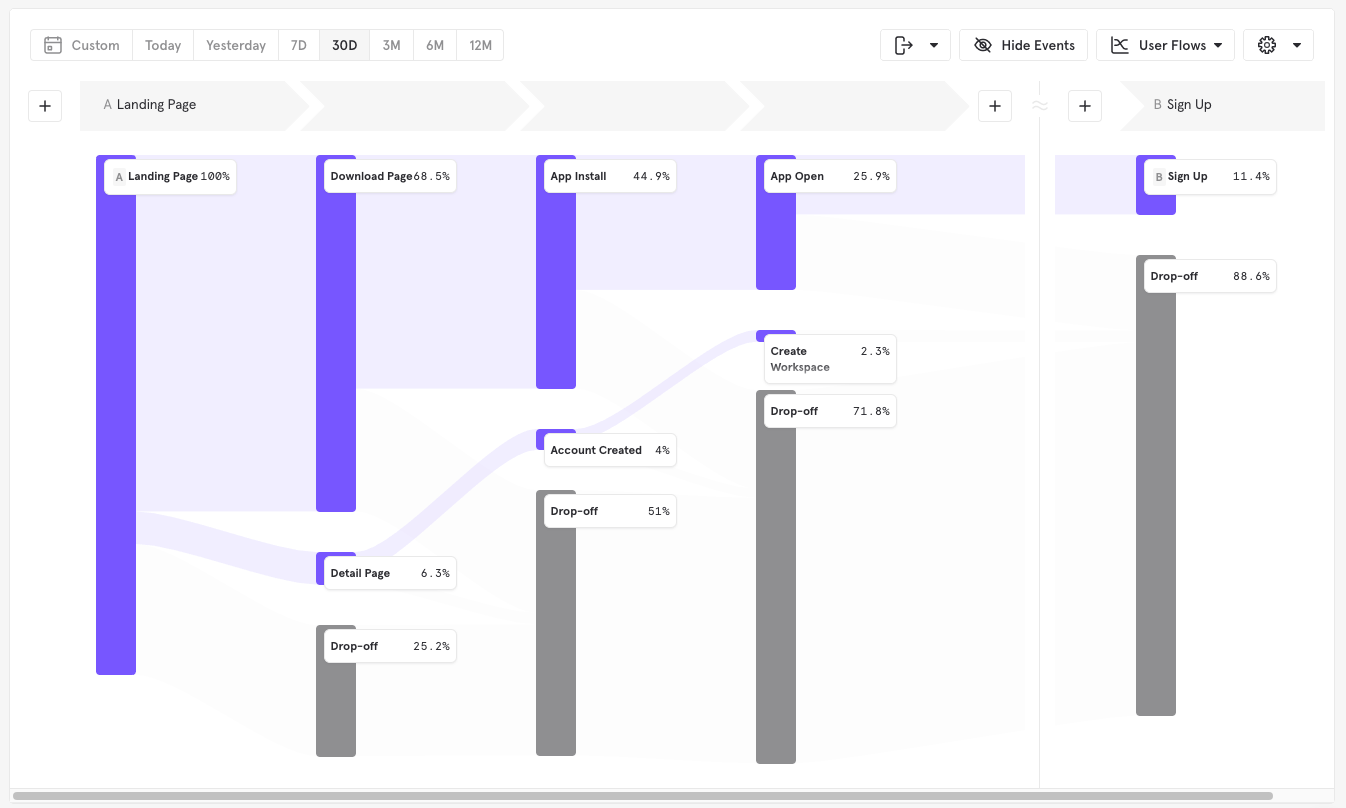 Custom Today Yesterday 7D 30D 3M 6M 12M Hide Events User Flows
A Landing Page B Sign Up
A Landing Page 100%
Download Page 68.5%
App Install 44.9%
App Open 25.9%
B Sign Up 11.4%
Drop-off 88.6%
Create 2.3%
Workspace
Drop-off 71.8%
Account Created 4%
Drop-off 51%
Detail Page 6.3%
Drop-off 25.2%